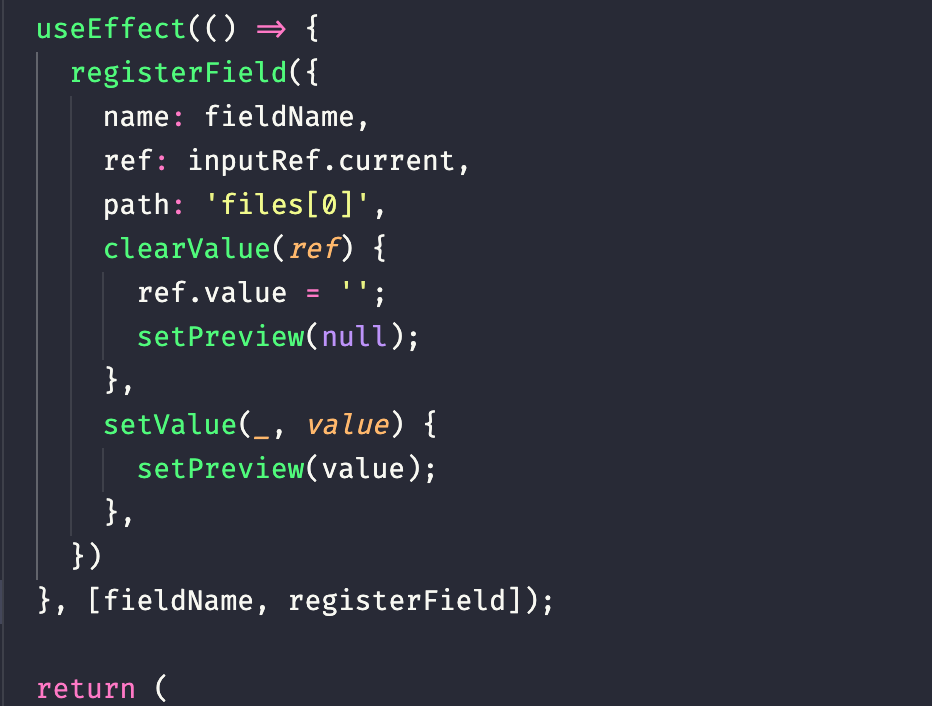 useEffect(() => {
  registerField({
    name: fieldName,
    ref: inputRef.current,
    path: 'files[0]',
    clearValue(ref) {
      ref.value = '';
      setPreview(null);
    },
    setValue(_, value) {
      setPreview(value);
    },
  })
}, [fieldName, registerField]);
return (